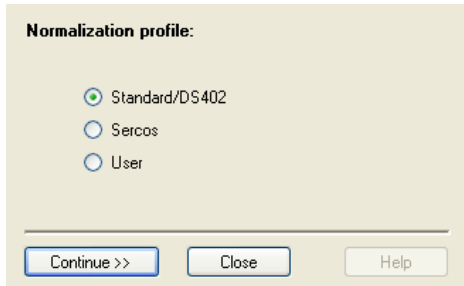 Normalization profile:
Standard/DS402
Sercos
User
Continue >> Close Help